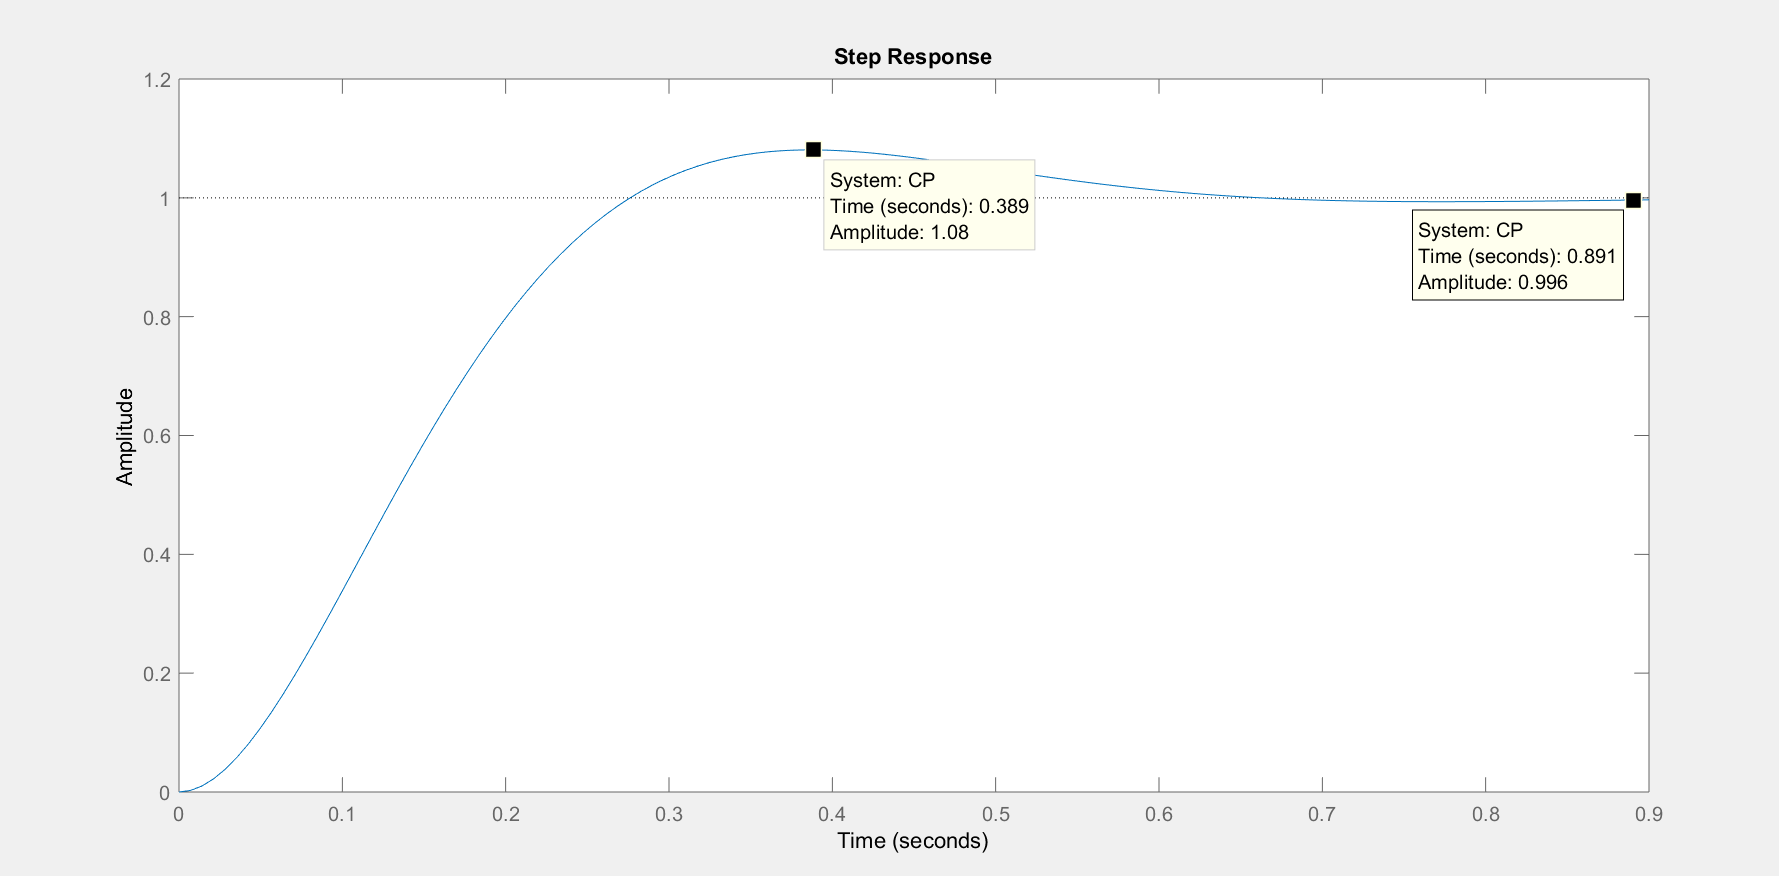 Step Response
1.2
1
0.8
0.6
0.4
0.2
0
Amplitude
System: CP
Time (seconds): 0.389
Amplitude: 1.08
System: CP
Time (seconds): 0.891
Amplitude: 0.996
0 0.1 0.2 0.3 0.4 0.5 0.6 0.7 0.8 0.9
Time (seconds)